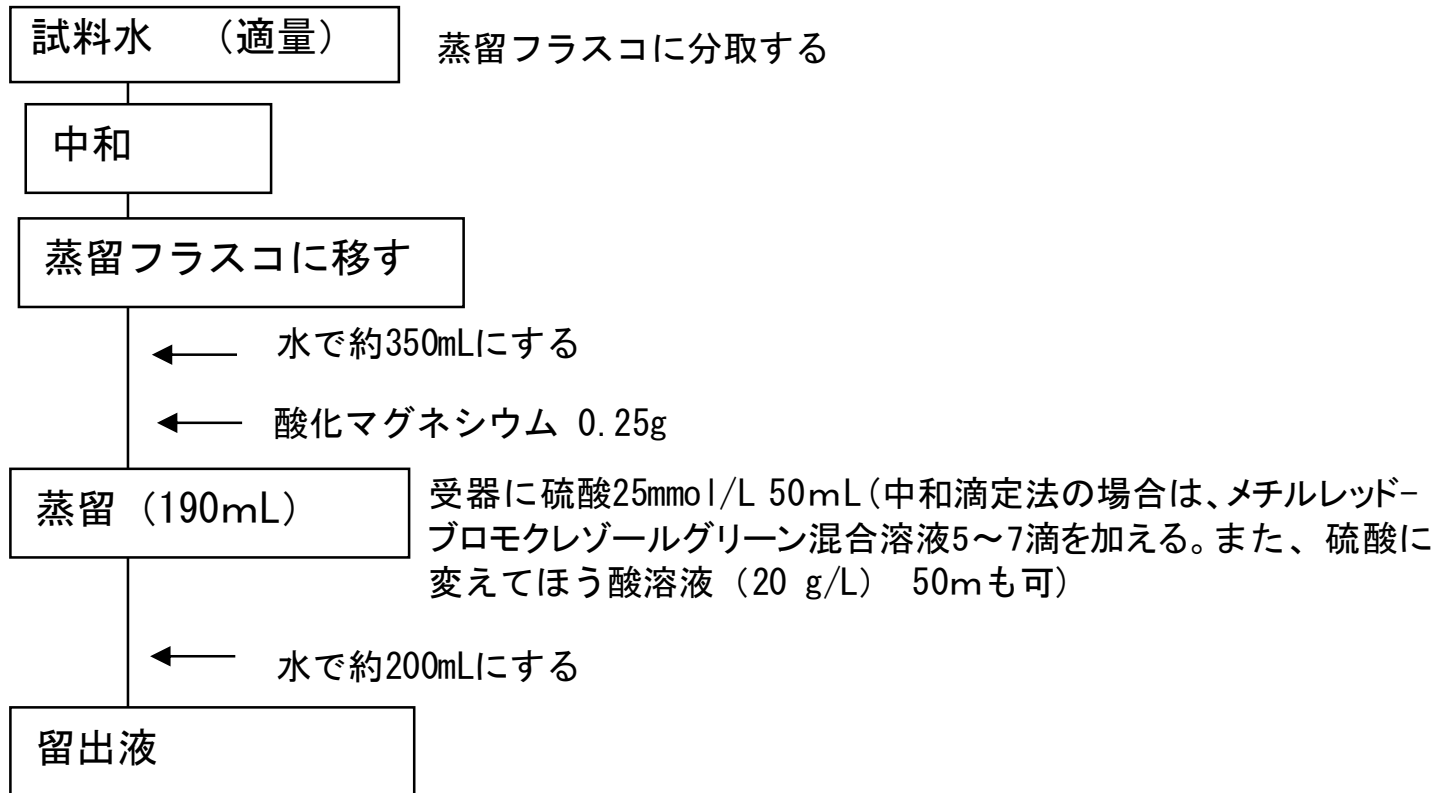 試料水　（適量）
蒸留フラスコに分取する
中和
蒸留フラスコに移す
水で約350mLにする
酸化マグネシウム 0.25g
蒸留（190mL）
受器に硫酸25mmol/L 50mL（中和滴定法の場合は、メチルレッド-
ブロモクレゾールグリーン混合溶液5～7滴を加える。また、硫酸に
変えてほう酸溶液（20 g/L） 50mも可）
水で約200mLにする
留出液